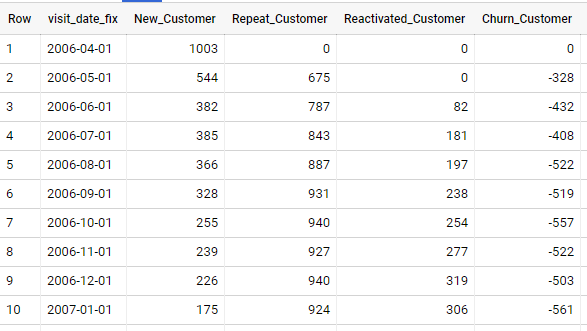 Row visit_date_fix New_Customer Repeat_Customer Reactivated_Customer Churn_Customer
1 2006-04-01 1003 0 0 0
2 2006-05-01 544 675 0 -328
3 2006-06-01 382 787 82 -432
4 2006-07-01 385 843 181 -408
5 2006-08-01 366 887 197 -522
6 2006-09-01 328 931 238 -519
7 2006-10-01 255 940 254 -557
8 2006-11-01 239 927 277 -522
9 2006-12-01 226 940 319 -503
10 2007-01-01 175 924 306 -561